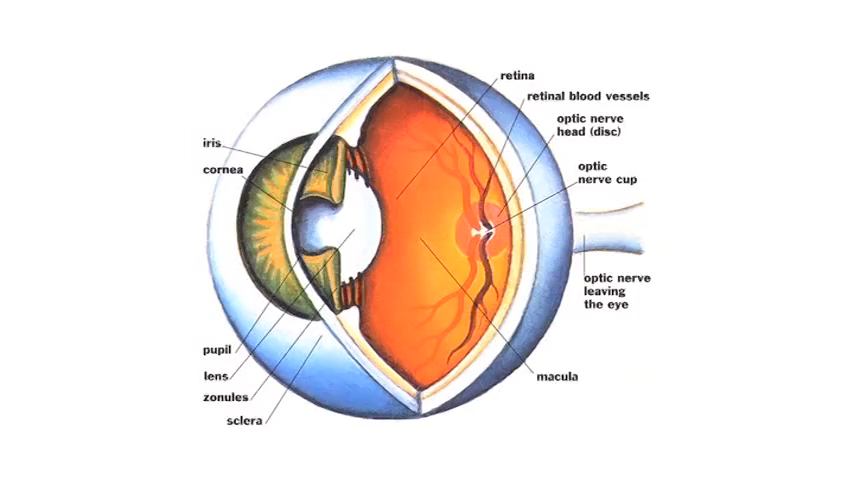 retina
retinal blood vessels
optic nerve
head (disc)
optic
nerve cup
iris
cornea
optic nerve
leaving
the eye
pupil
lens
zonules
sclera
macula